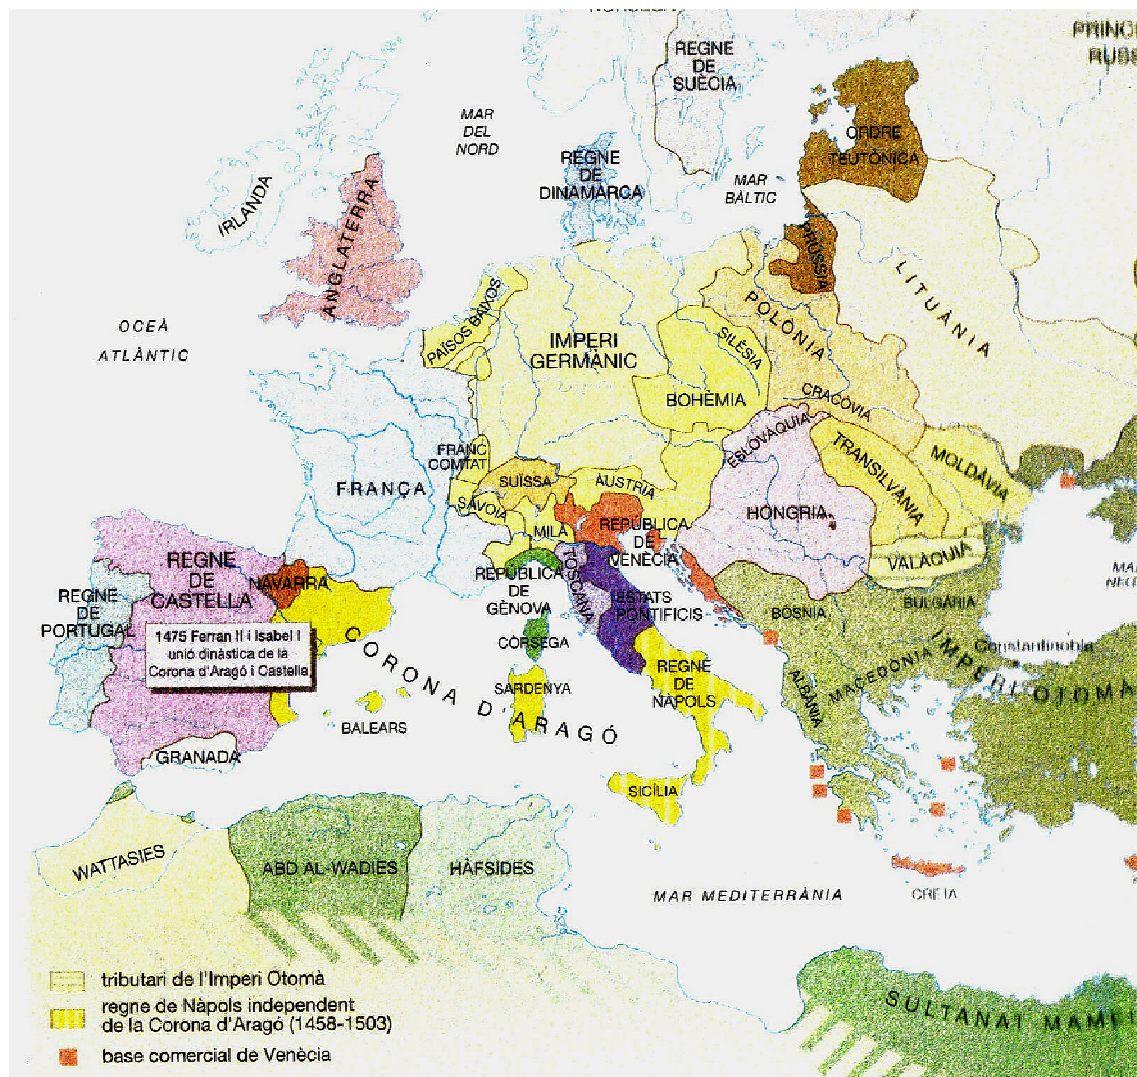 REGNE
DE
SUÈCIA
MAR
DEL
NORD
ORDRE
TEUTÒNICA
REGNE
DE
DINAMARCA
MAR
BÀLTIC
IRLANDA
ANGLATERRA
PRÚSSIA
LITUÀNIA
POLÒNIA
PAÏSOS BAIXOS
OCEÀ
ATLÀNTIC
IMPERI
GERMÀNIC
SILÈSIA
BOHÈMIA
CRACÒVIA
ESLOVÀQUIA
TRANSILVÀNIA
MOLDÀVIA
FRANC
COMTAT
FRANÇA
SUÏSSA
SAVOIA
ÀUSTRIA
HONGRIA
MILÀ
REPÚBLICA
DE
VENÈCIA
VALÀQUIA
REGNE
DE
CASTELLA
NAVARRA
REPÚBLICA
DE
GÈNOVA
TOSCANA
ESTATS
PONTIFICIS
BÒSNIA
BULGÀRIA
REGNE
DE
PORTUGAL
1475 Ferran II i Isabel I
unió dinàstica de la
Corona d'Aragó i Castella
CÒRSEGA
CORONA D'ARAGÓ
Constantinoble
IMPERI OTOMÀ
MACEDÒNIA
ALBÀNIA
REGNE
DE
NÀPOLS
SARDENYA
BALEARS
GRANADA
SICÍLIA
WATTASIES
ABD AL-WADIES
HÀFSIDES
MAR MEDITERRÀNIA
CRETA
SULTANAT
tributari de l'Imperi Otomà
regne de Nàpols independent
de la Corona d'Aragó (1458-1503)
base comercial de Venècia